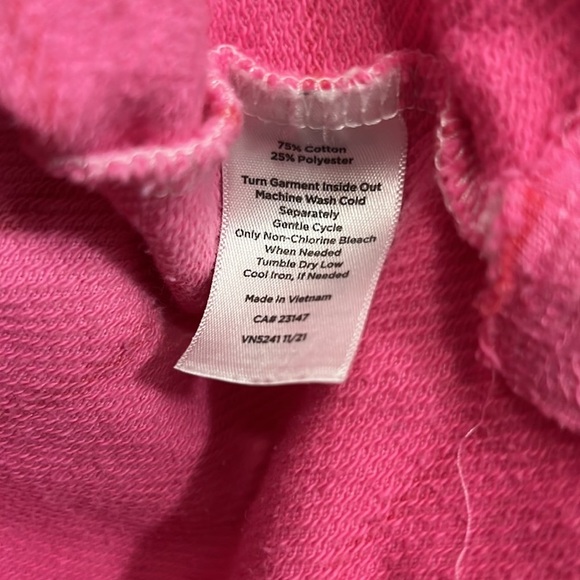 75% Cotton
25% Polyester
Turn Garment Inside Out
Machine Wash Cold
Separately
Gentle Cycle
Only Non-Chlorine Bleach
When Needed
Tumble Dry Low
Cool Iron, If Needed
Made in Vietnam
CA# 23147
VN5241 11/21